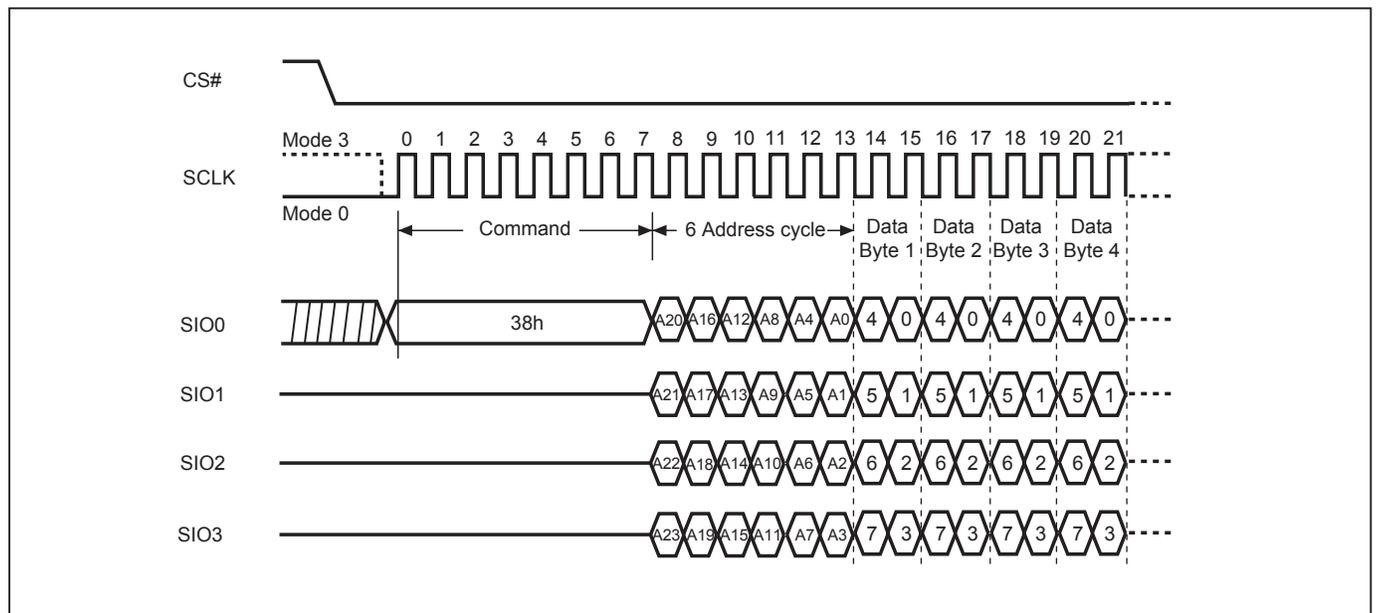 CS#
Mode 3
0 1 2 3 4 5 6 7 8 9 10 11 12 13 14 15 16 17 18 19 20 21
SCLK
Mode 0
Command
6 Address cycle
Data
Byte 1
Data
Byte 2
Data
Byte 3
Data
Byte 4
SIO0 38h A20 A16 A12 A8 A4 A0 4 0 4 0 4 0 4 0
SIO1 A21 A17 A13 A9 A5 A1 5 1 5 1 5 1 5 1
SIO2 A22 A18 A14 A10 A6 A2 6 2 6 2 6 2 6 2
SIO3 A23 A19 A15 A11 A7 A3 7 3 7 3 7 3 7 3